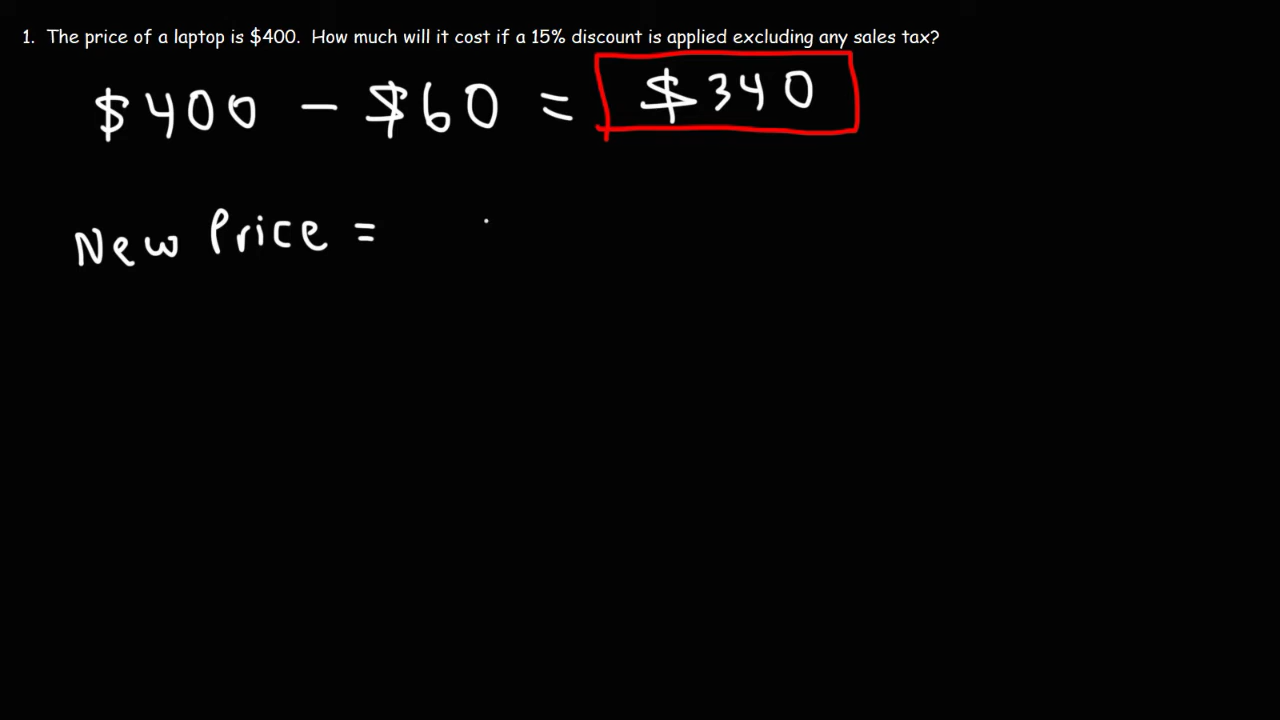 1. The price of a laptop is $400. How much will it cost if a 15% discount is applied excluding any sales tax?
$400 - $60 = $340
New Price =